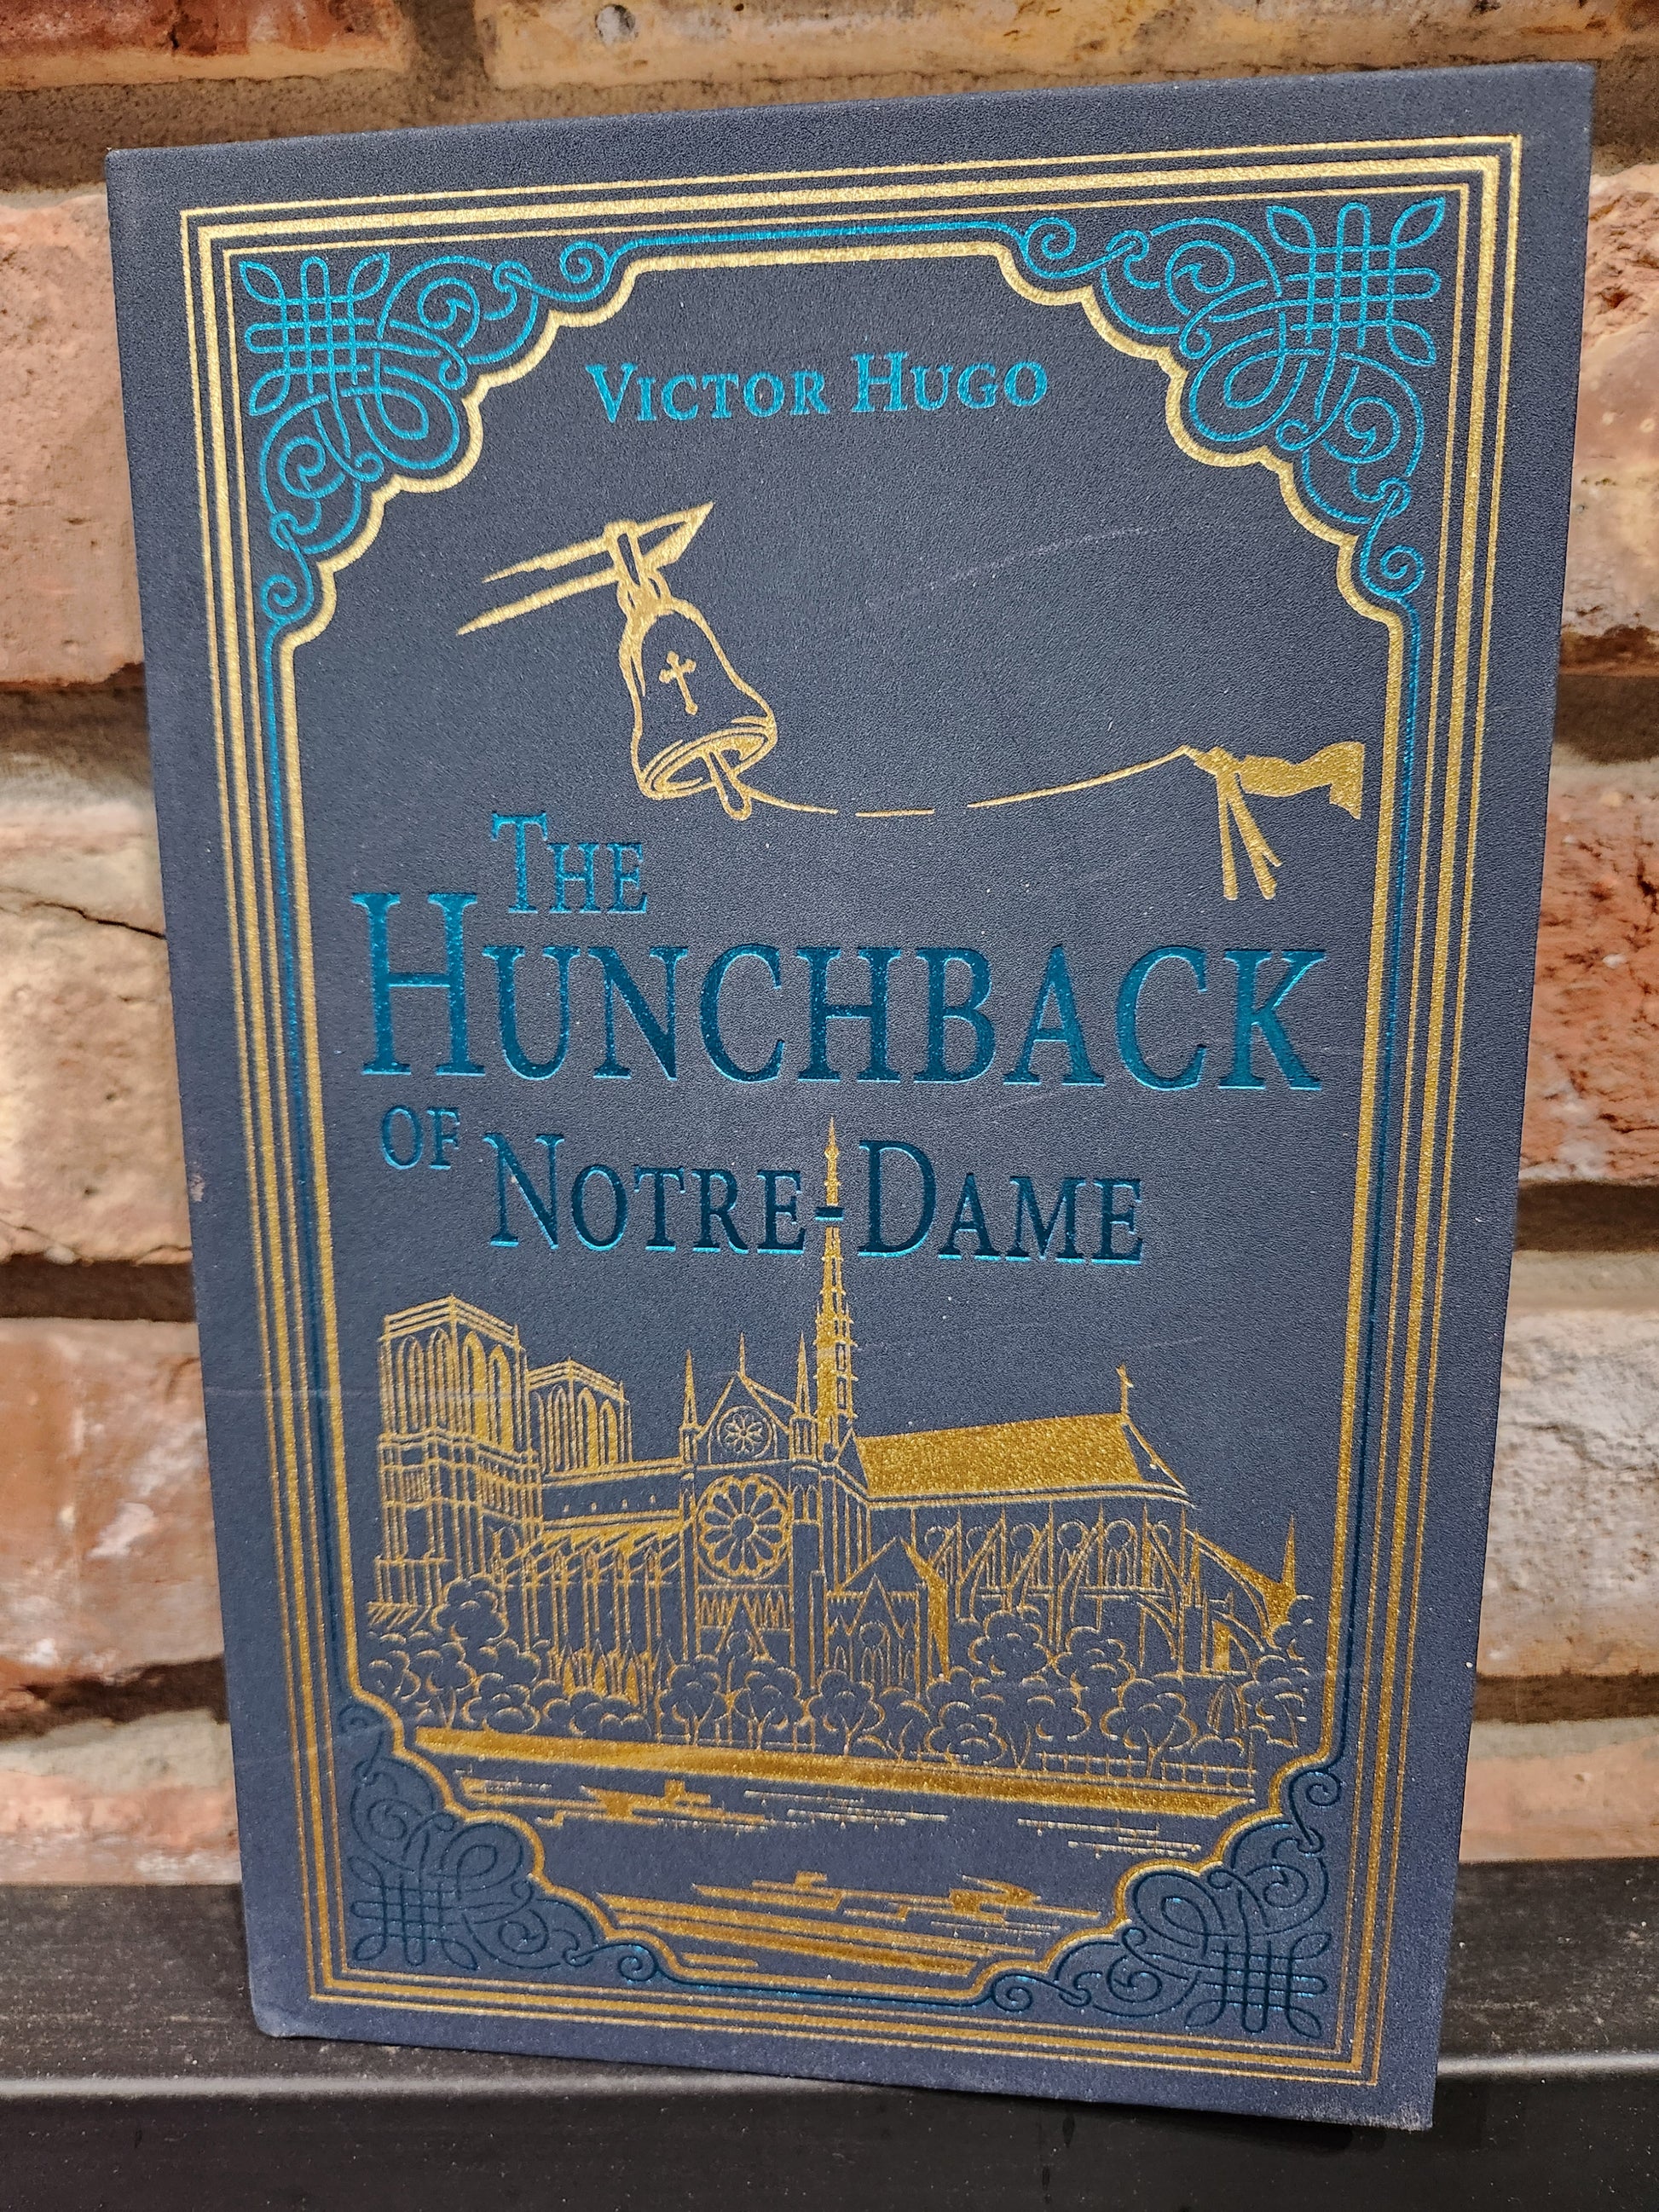 VICTOR HUGO
THE
HUNCHBACK
OF NOTRE-DAME